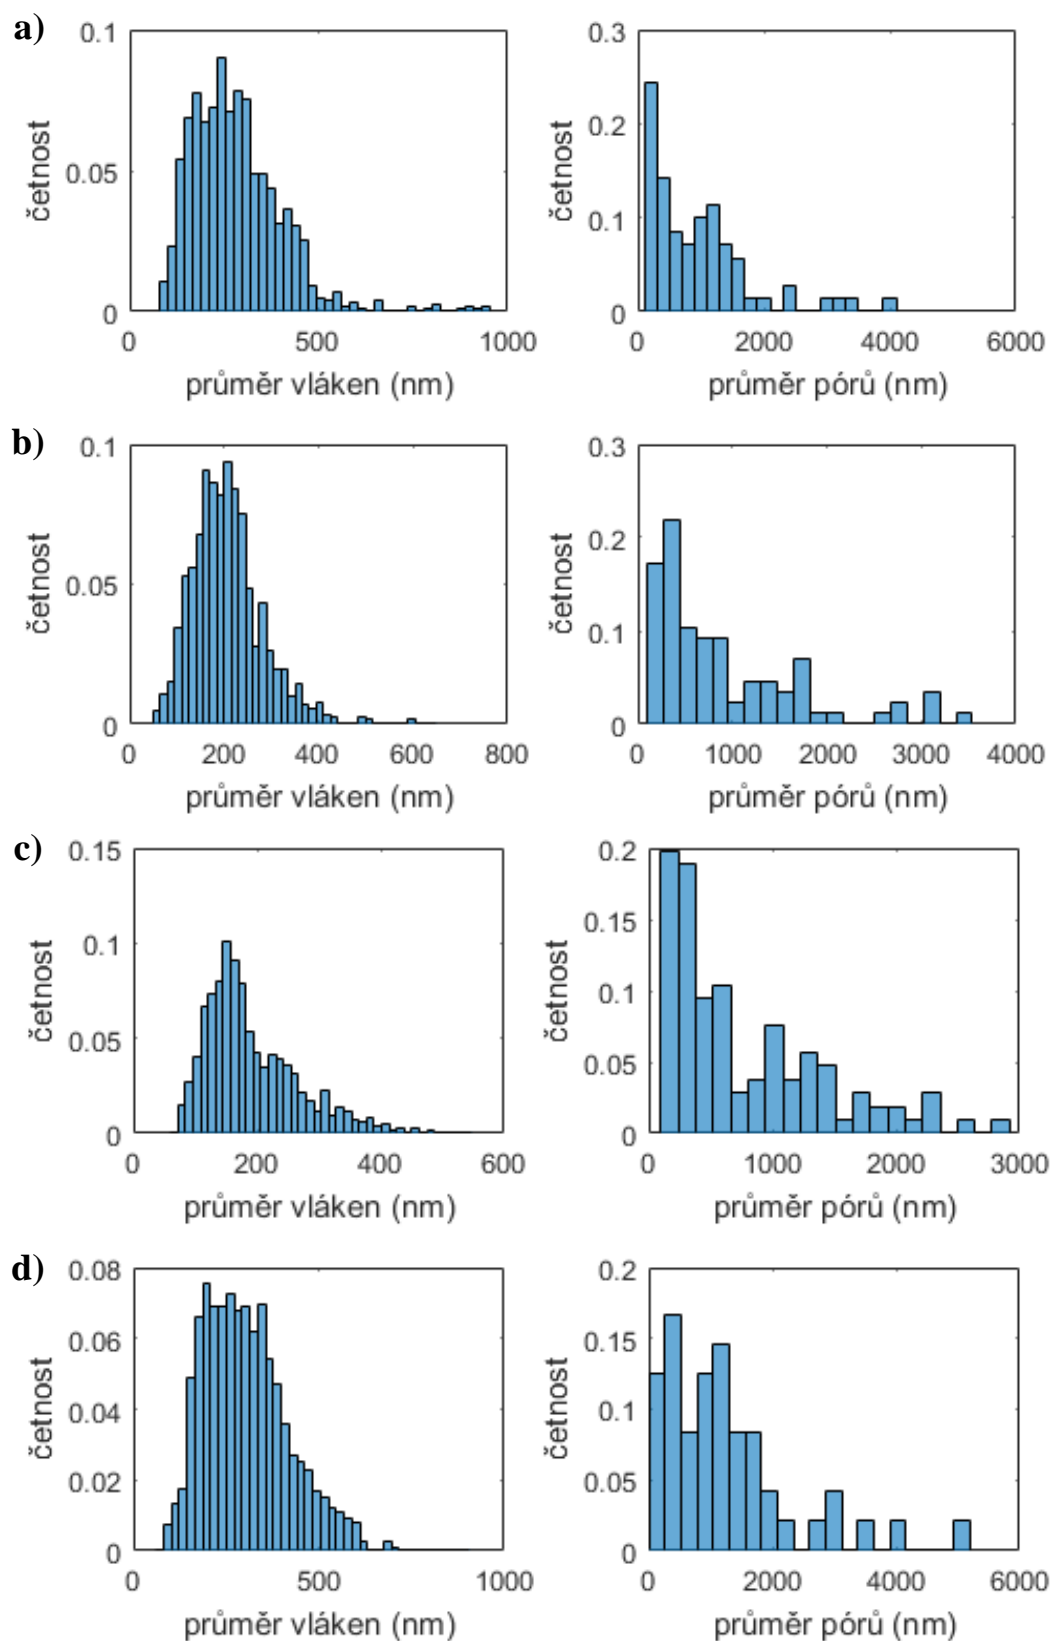 a)
0.1
0.05
0
četnost
0 500 1000
průměr vláken (nm)
0.3
0.2
0.1
0
četnost
0 2000 4000 6000
průměr pórů (nm)
b)
0.1
0.05
0
četnost
0 200 400 600 800
průměr vláken (nm)
0.3
0.2
0.1
0
četnost
0 1000 2000 3000 4000
průměr pórů (nm)
c)
0.15
0.1
0.05
0
četnost
0 200 400 600
průměr vláken (nm)
0.2
0.15
0.1
0.05
0
četnost
0 1000 2000 3000
průměr pórů (nm)
d)
0.08
0.06
0.04
0.02
0
četnost
0 500 1000
průměr vláken (nm)
0.2
0.15
0.1
0.05
0
četnost
0 2000 4000 6000
průměr pórů (nm)